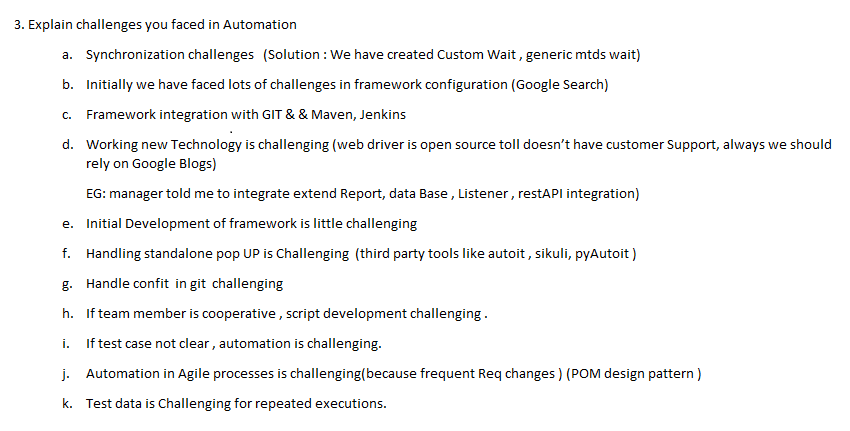 3. Explain challenges you faced in Automation
a. Synchronization challenges (Solution : We have created Custom Wait , generic mtds wait)
b. Initially we have faced lots of challenges in framework configuration (Google Search)
c. Framework integration with GIT & & Maven, Jenkins
d. Working new Technology is challenging (web driver is open source toll doesn’t have customer Support, always we should
rely on Google Blogs)
EG: manager told me to integrate extend Report, data Base , Listener , restAPI integration)
e. Initial Development of framework is little challenging
f. Handling standalone pop UP is Challenging (third party tools like autoit , sikuli, pyAutoit )
g. Handle confit in git challenging
h. If team member is cooperative , script development challenging .
i. If test case not clear , automation is challenging.
j. Automation in Agile processes is challenging(because frequent Req changes ) (POM design pattern )
k. Test data is Challenging for repeated executions.